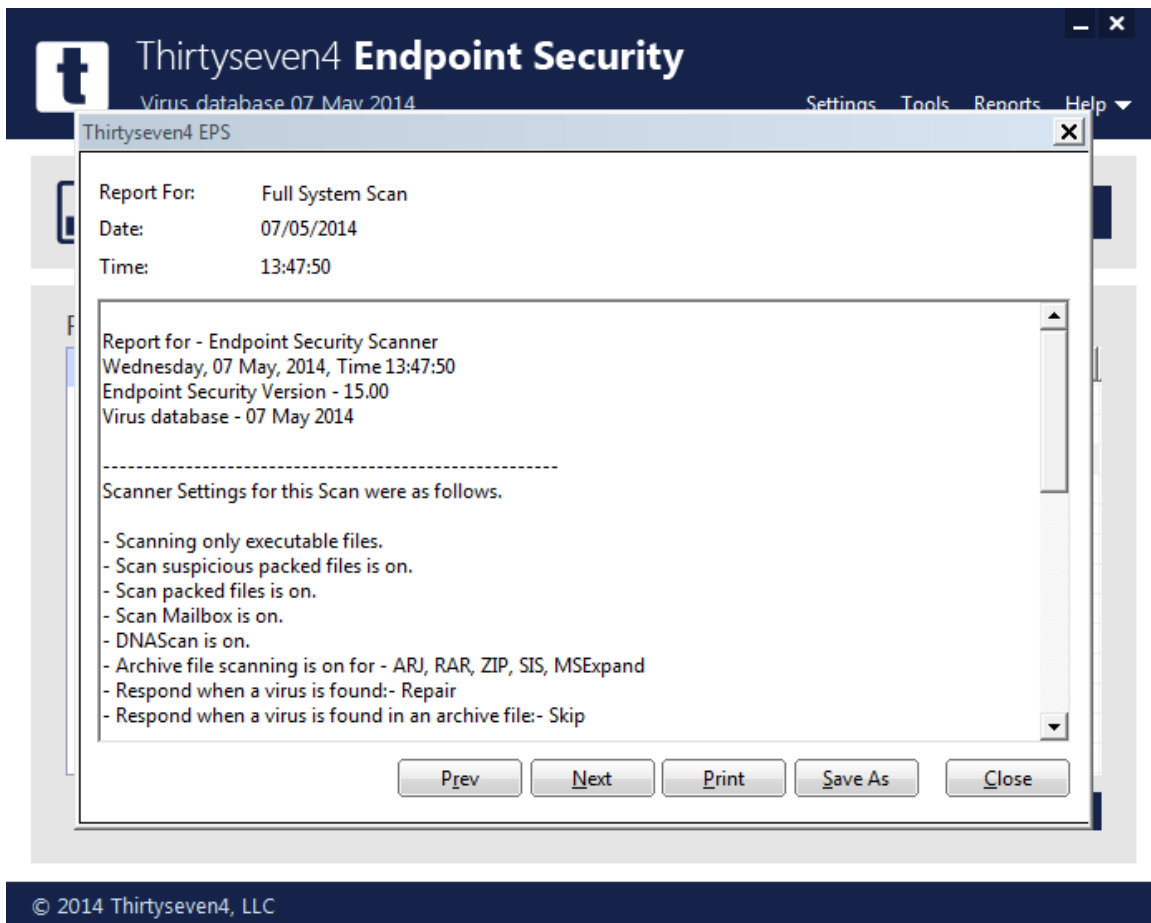 t
Thirtyseven4 Endpoint Security
Virus database 07 May 2014
Settings Tools Reports Help
Thirtyseven4 EPS
Report For: Full System Scan
Date: 07/05/2014
Time: 13:47:50
Report for - Endpoint Security Scanner
Wednesday, 07 May, 2014, Time 13:47:50
Endpoint Security Version - 15.00
Virus database - 07 May 2014
-------------------------------------------------------
Scanner Settings for this Scan were as follows.
- Scanning only executable files.
- Scan suspicious packed files is on.
- Scan packed files is on.
- Scan Mailbox is on.
- DNAScan is on.
- Archive file scanning is on for - ARJ, RAR, ZIP, SIS, MSExpand
- Respond when a virus is found:- Repair
- Respond when a virus is found in an archive file:- Skip
Prev Next Print Save As Close
© 2014 Thirtyseven4, LLC